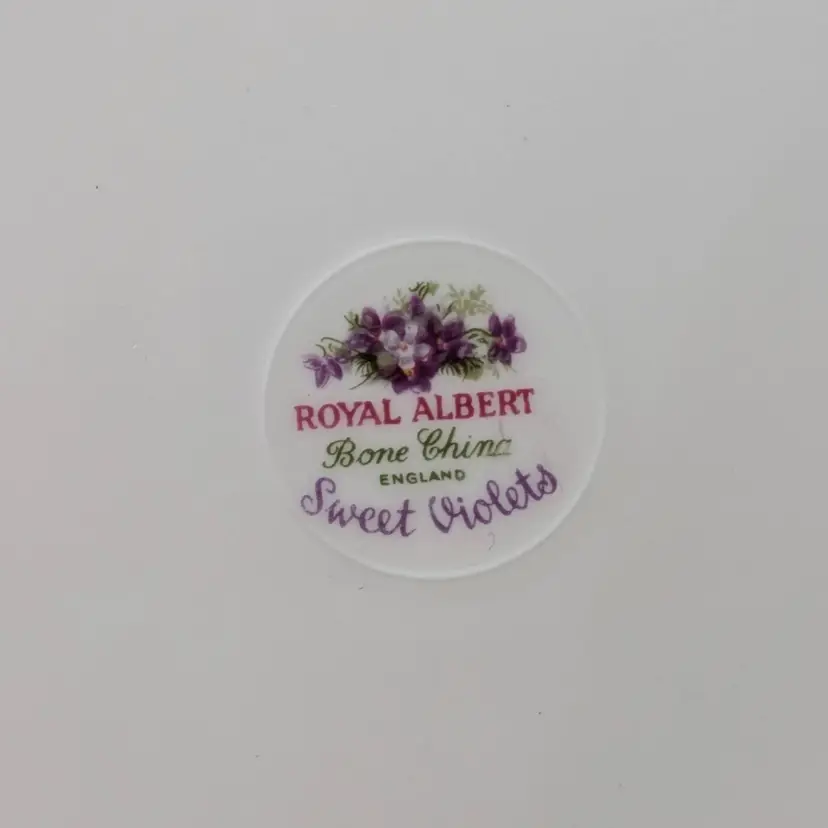 ROYAL ALBERT
Bone China
ENGLAND
Sweet Violets